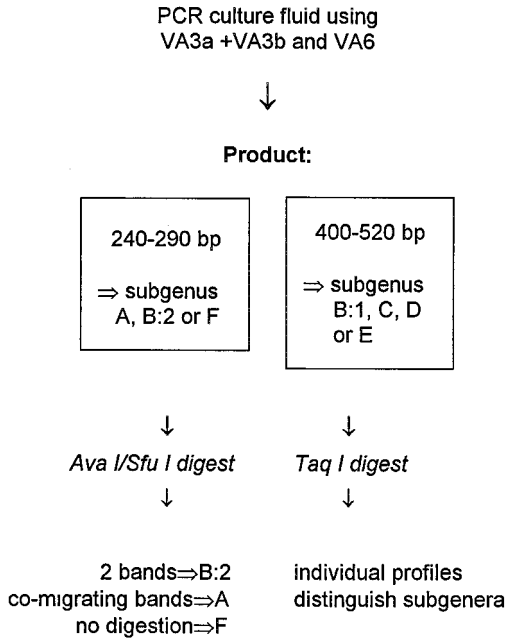 PCR culture fluid using
VA3a +VA3b and VA6
↓
Product:
240-290 bp
⇒ subgenus
A, B:2 or F
400-520 bp
⇒ subgenus
B:1, C, D
or E
↓
Ava I/Sfu I digest
↓
2 bands⇒B:2
co-migrating bands⇒A
no digestion⇒F
↓
Taq I digest
↓
individual profiles
distinguish subgenera